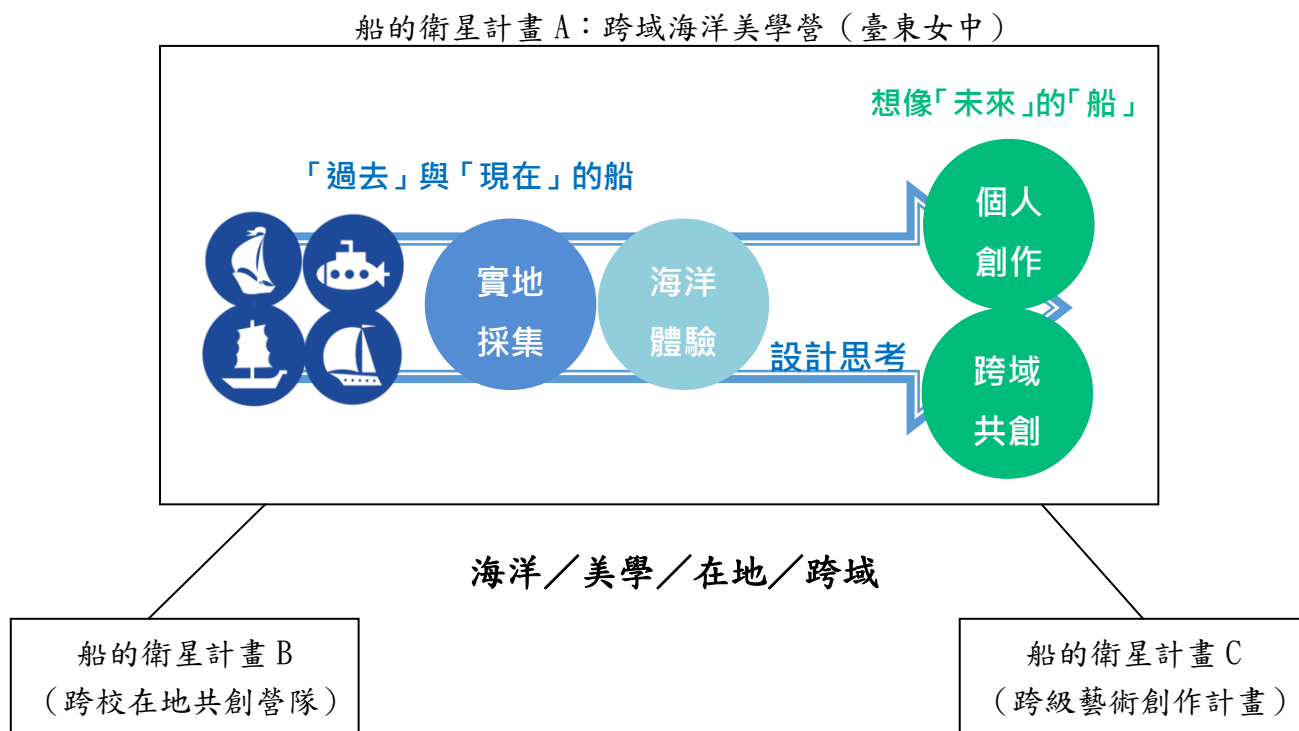 船的衛星計畫 A：跨域海洋美學營（臺東女中）
想像「未來」的「船」
「過去」與「現在」的船
個人
創作
實地
採集
海洋
體驗
設計思考
跨域
共創
海洋／美學／在地／跨域
船的衛星計畫 B
（跨校在地共創營隊）
船的衛星計畫 C
（跨級藝術創作計畫）